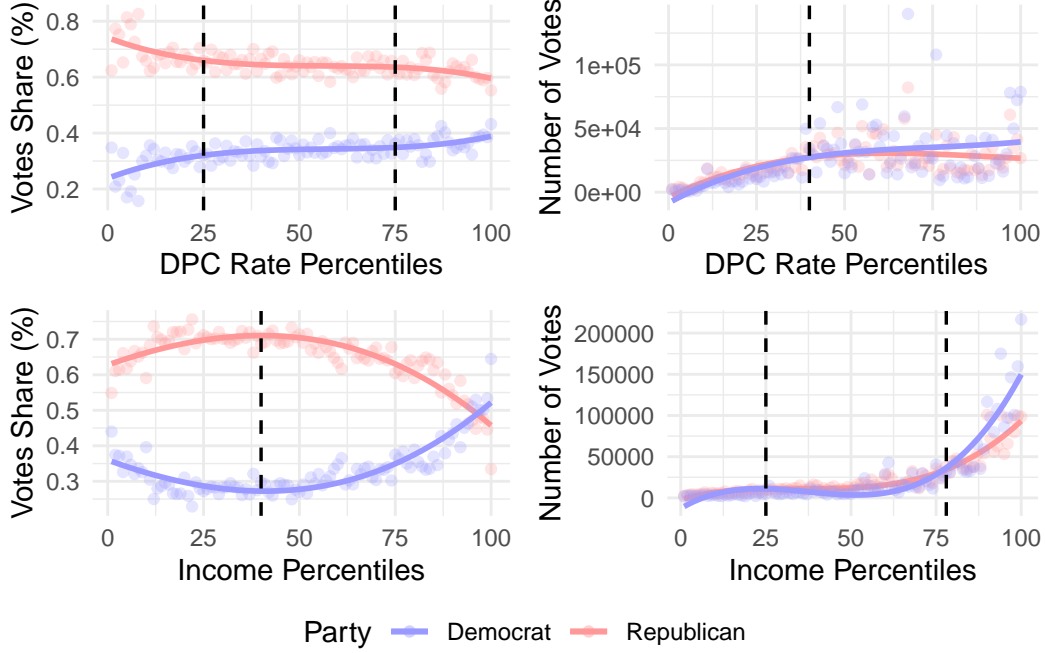 Votes Share (%)
0.8
0.6
0.4
0.2
0 25 50 75 100
DPC Rate Percentiles
Number of Votes
1e+05
5e+04
0e+00
0 25 50 75 100
DPC Rate Percentiles
Votes Share (%)
0.7
0.6
0.5
0.4
0.3
0 25 50 75 100
Income Percentiles
Number of Votes
200000
150000
100000
50000
0
0 25 50 75 100
Income Percentiles
Party Democrat Republican